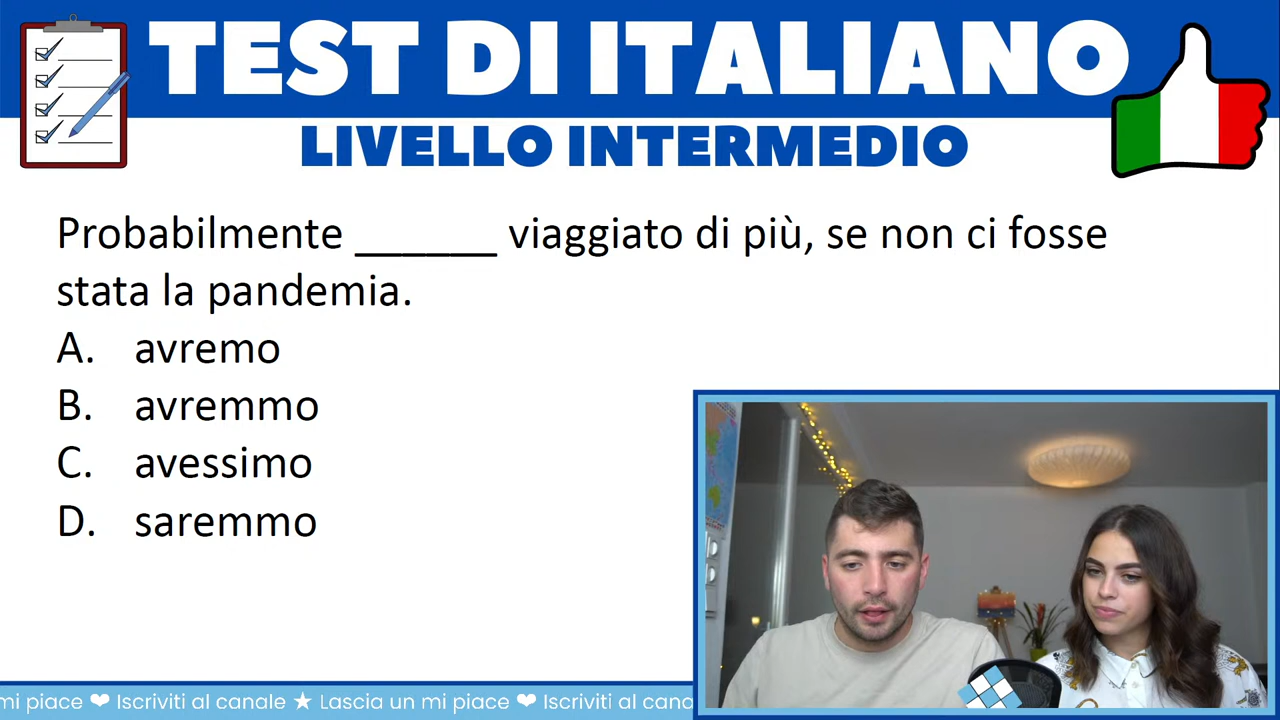 TEST DI ITALIANO
LIVELLO INTERMEDIO
Probabilmente ______ viaggiato di più, se non ci fosse
stata la pandemia.
A. avremo
B. avremmo
C. avessimo
D. saremmo
mi piace ❤ Iscriviti al canale ★ Lascia un mi piace ❤ Iscriviti al cana